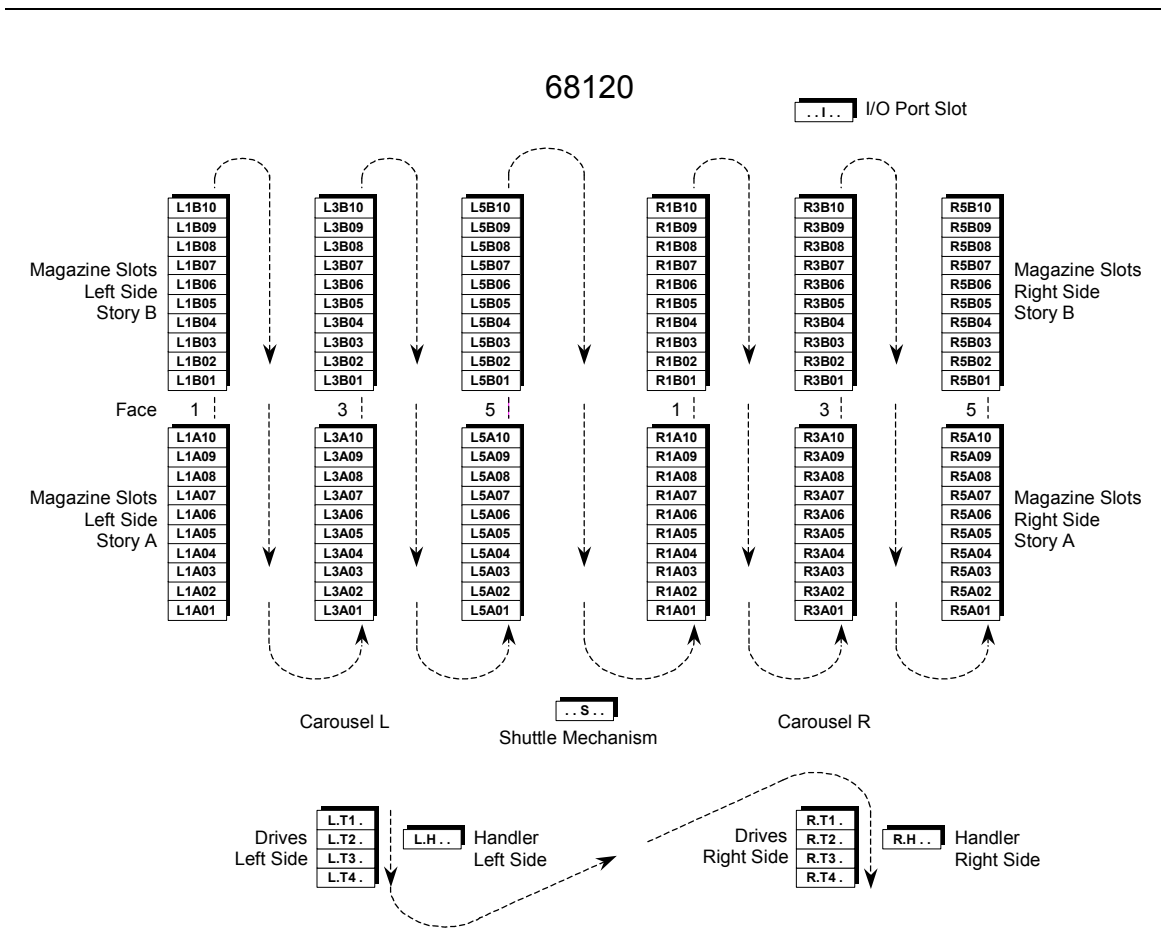 68120
..I.. I/O Port Slot
L1B10 L3B10 L5B10 R1B10 R3B10 R5B10
L1B09 L3B09 L5B09 R1B09 R3B09 R5B09
L1B08 L3B08 L5B08 R1B08 R3B08 R5B08
Magazine Slots L1B07 L3B07 L5B07 R1B07 R3B07 R5B07 Magazine Slots
Left Side L1B06 L3B06 L5B06 R1B06 R3B06 R5B06 Right Side
Story B L1B05 L3B05 L5B05 R1B05 R3B05 R5B05 Story B
L1B04 L3B04 L5B04 R1B04 R3B04 R5B04
L1B03 L3B03 L5B03 R1B03 R3B03 R5B03
L1B02 L3B02 L5B02 R1B02 R3B02 R5B02
L1B01 L3B01 L5B01 R1B01 R3B01 R5B01
Face 1 3 5 1 3 5
L1A10 L3A10 L5A10 R1A10 R3A10 R5A10
L1A09 L3A09 L5A09 R1A09 R3A09 R5A09
L1A08 L3A08 L5A08 R1A08 R3A08 R5A08
Magazine Slots L1A07 L3A07 L5A07 R1A07 R3A07 R5A07 Magazine Slots
Left Side L1A06 L3A06 L5A06 R1A06 R3A06 R5A06 Right Side
Story A L1A05 L3A05 L5A05 R1A05 R3A05 R5A05 Story A
L1A04 L3A04 L5A04 R1A04 R3A04 R5A04
L1A03 L3A03 L5A03 R1A03 R3A03 R5A03
L1A02 L3A02 L5A02 R1A02 R3A02 R5A02
L1A01 L3A01 L5A01 R1A01 R3A01 R5A01
Carousel L ..S.. Carousel R
Shuttle Mechanism
L.T1. R.T1.
Drives L.T2. L.H.. Handler Drives R.T2. R.H.. Handler
Left Side L.T3. Left Side Right Side R.T3. Right Side
L.T4. R.T4.